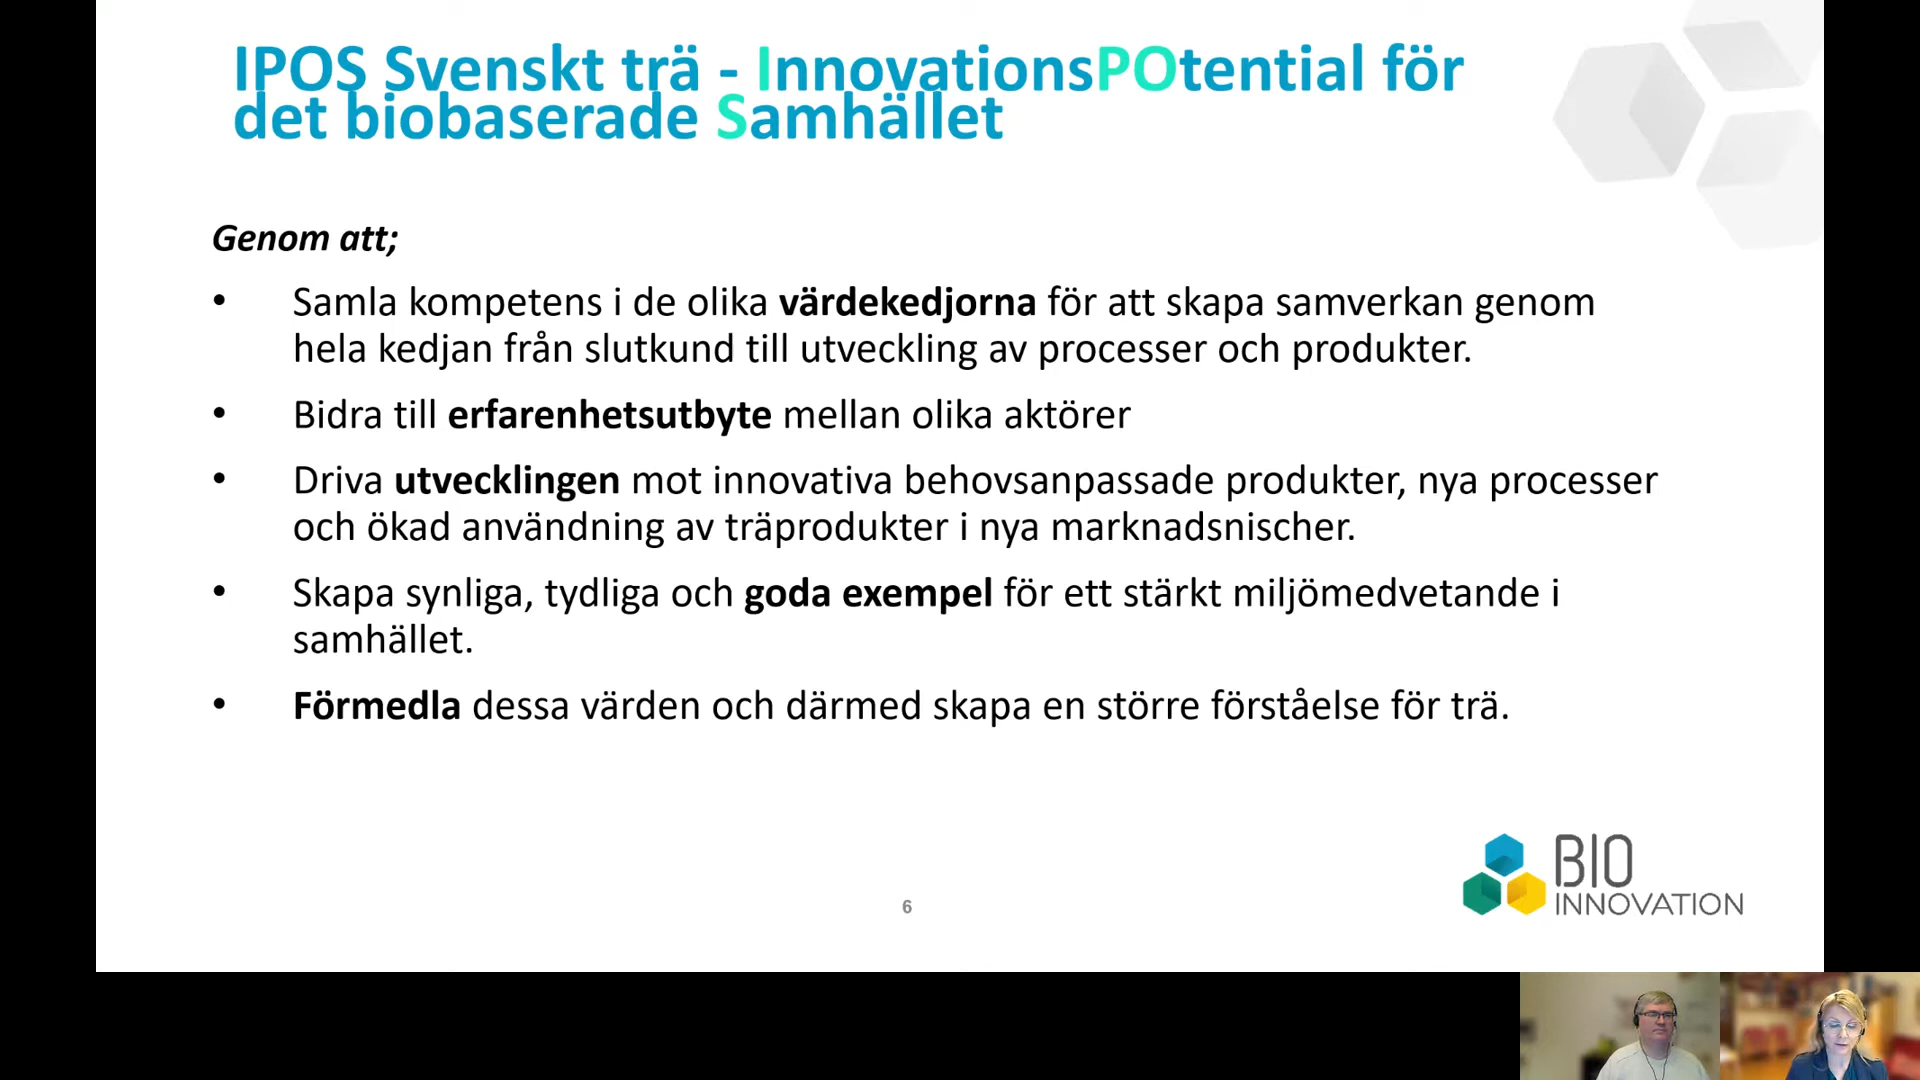 IPOS Svenskt trä - InnovationsPOtential för
det biobaserade Samhället
Genom att;
• Samla kompetens i de olika värdekedjorna för att skapa samverkan genom
hela kedjan från slutkund till utveckling av processer och produkter.
• Bidra till erfarenhetsutbyte mellan olika aktörer
• Driva utvecklingen mot innovativa behovsanpassade produkter, nya processer
och ökad användning av träprodukter i nya marknadsnischer.
• Skapa synliga, tydliga och goda exempel för ett stärkt miljömedvetande i
samhället.
• Förmedla dessa värden och därmed skapa en större förståelse för trä.
BIO
INNOVATION
6